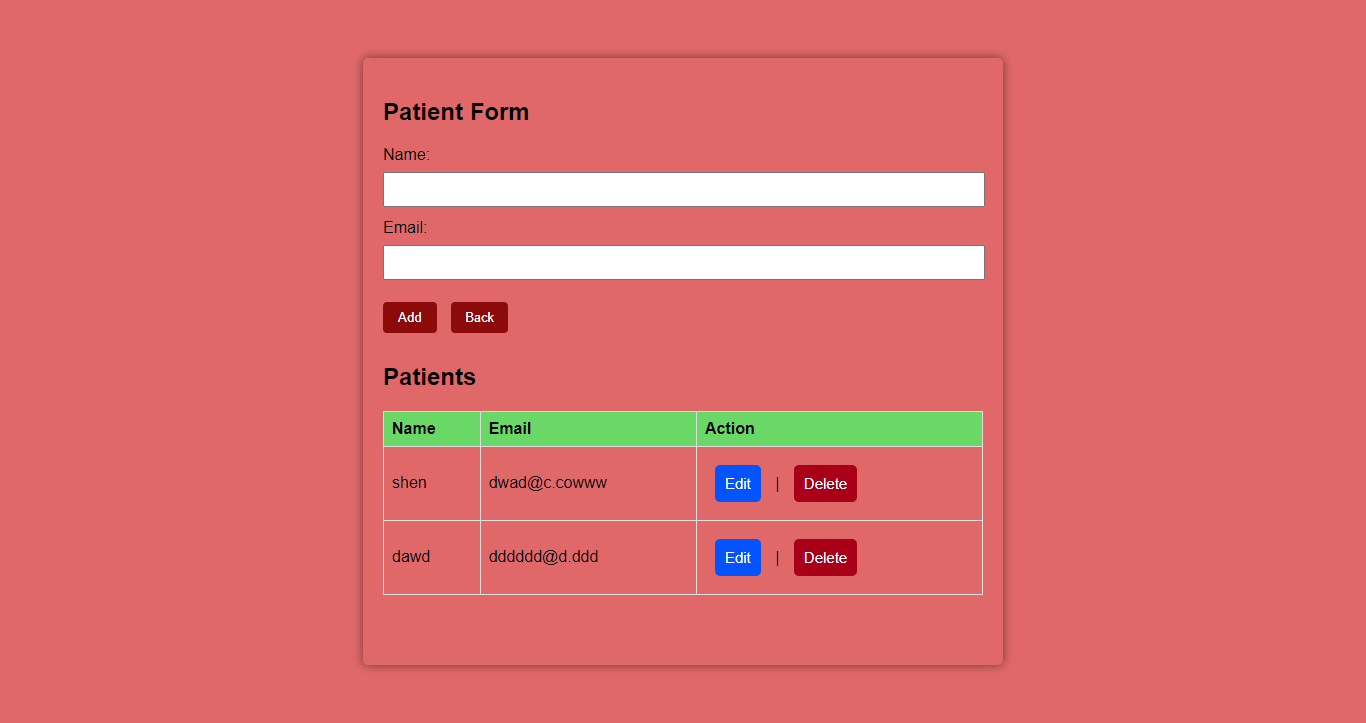 Patient Form
Name:
Email:
Add Back
Patients
Name Email Action
shen dwad@c.cowww Edit | Delete
dawd dddddd@d.ddd Edit | Delete